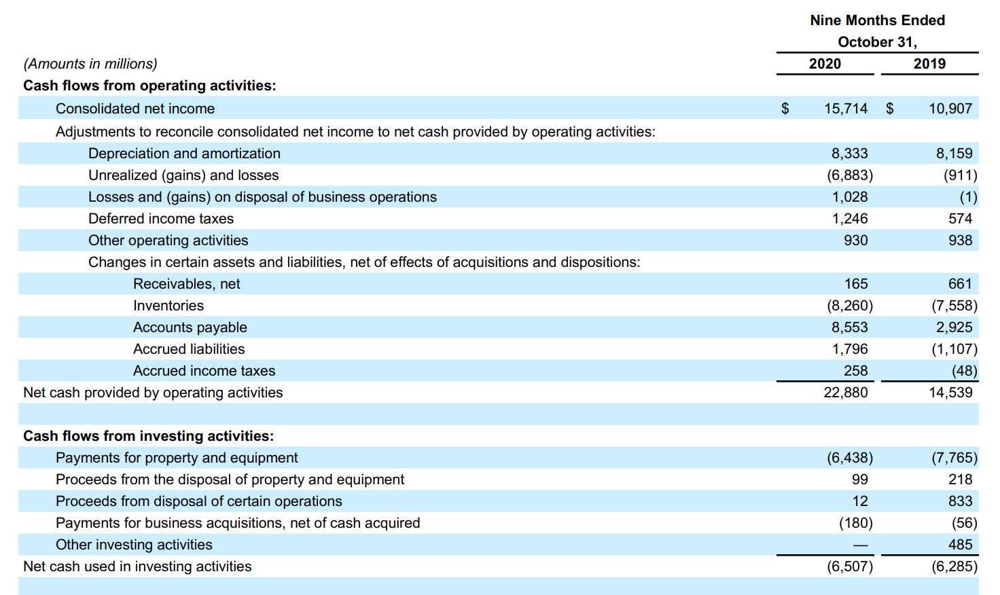 Nine Months Ended
October 31,
(Amounts in millions) 2020 2019
Cash flows from operating activities:
Consolidated net income $ 15,714 $ 10,907
Adjustments to reconcile consolidated net income to net cash provided by operating activities:
Depreciation and amortization 8,333 8,159
Unrealized (gains) and losses (6,883) (911)
Losses and (gains) on disposal of business operations 1,028 (1)
Deferred income taxes 1,246 574
Other operating activities 930 938
Changes in certain assets and liabilities, net of effects of acquisitions and dispositions:
Receivables, net 165 661
Inventories (8,260) (7,558)
Accounts payable 8,553 2,925
Accrued liabilities 1,796 (1,107)
Accrued income taxes 258 (48)
Net cash provided by operating activities 22,880 14,539
Cash flows from investing activities:
Payments for property and equipment (6,438) (7,765)
Proceeds from the disposal of property and equipment 99 218
Proceeds from disposal of certain operations 12 833
Payments for business acquisitions, net of cash acquired (180) (56)
Other investing activities — 485
Net cash used in investing activities (6,507) (6,285)